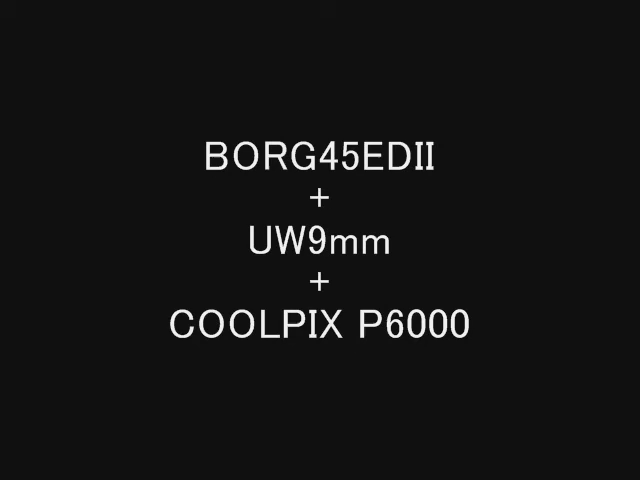 BORG45EDII
+
UW9mm
+
COOLPIX P6000